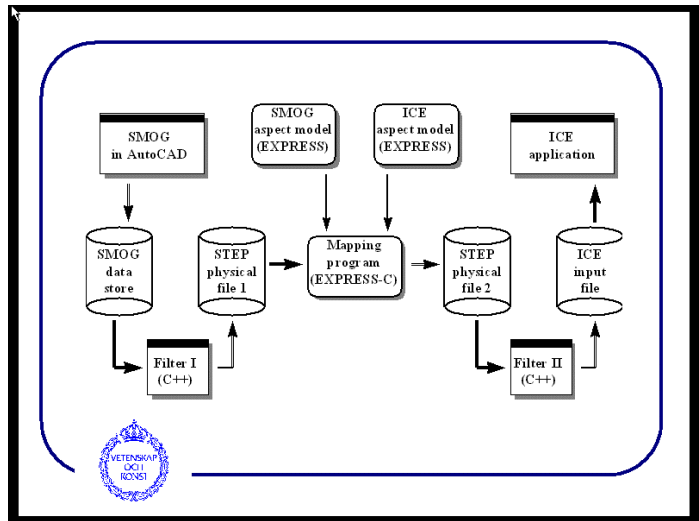 SMOG
in AutoCAD
SMOG
aspect model
(EXPRESS)
ICE
aspect model
(EXPRESS)
ICE
application
SMOG
data
store
STEP
physical
file 1
Mapping
program
(EXPRESS-C)
STEP
physical
file 2
ICE
input
file
Filter I
(C++)
Filter II
(C++)
VETENSKAP
OCH
KONST